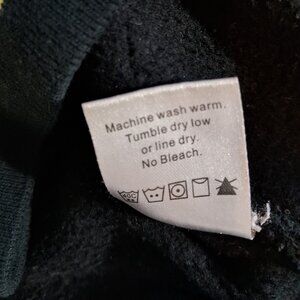 Machine wash warm.
Tumble dry low
or line dry.
No Bleach.